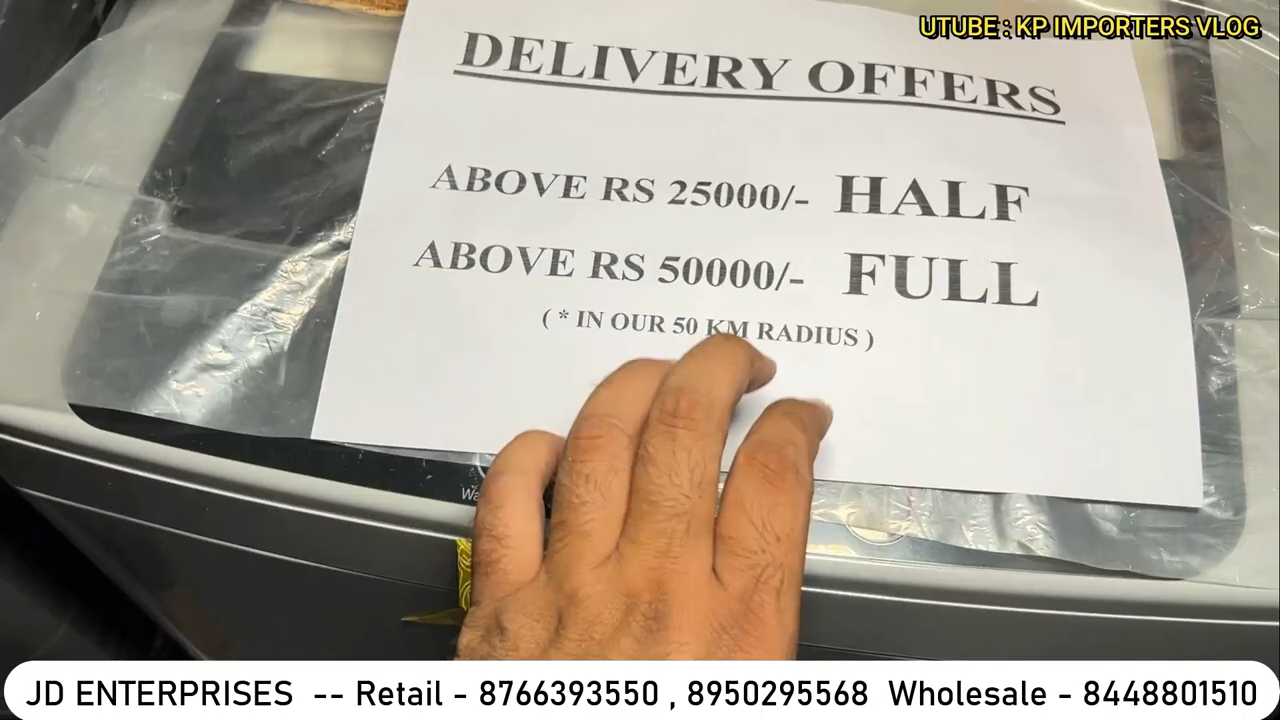 UTUBE : KP IMPORTERS VLOG
DELIVERY OFFERS
ABOVE RS 25000/- HALF
ABOVE RS 50000/- FULL
( * IN OUR 50 KM RADIUS )
JD ENTERPRISES -- Retail - 8766393550 , 8950295568 Wholesale - 8448801510